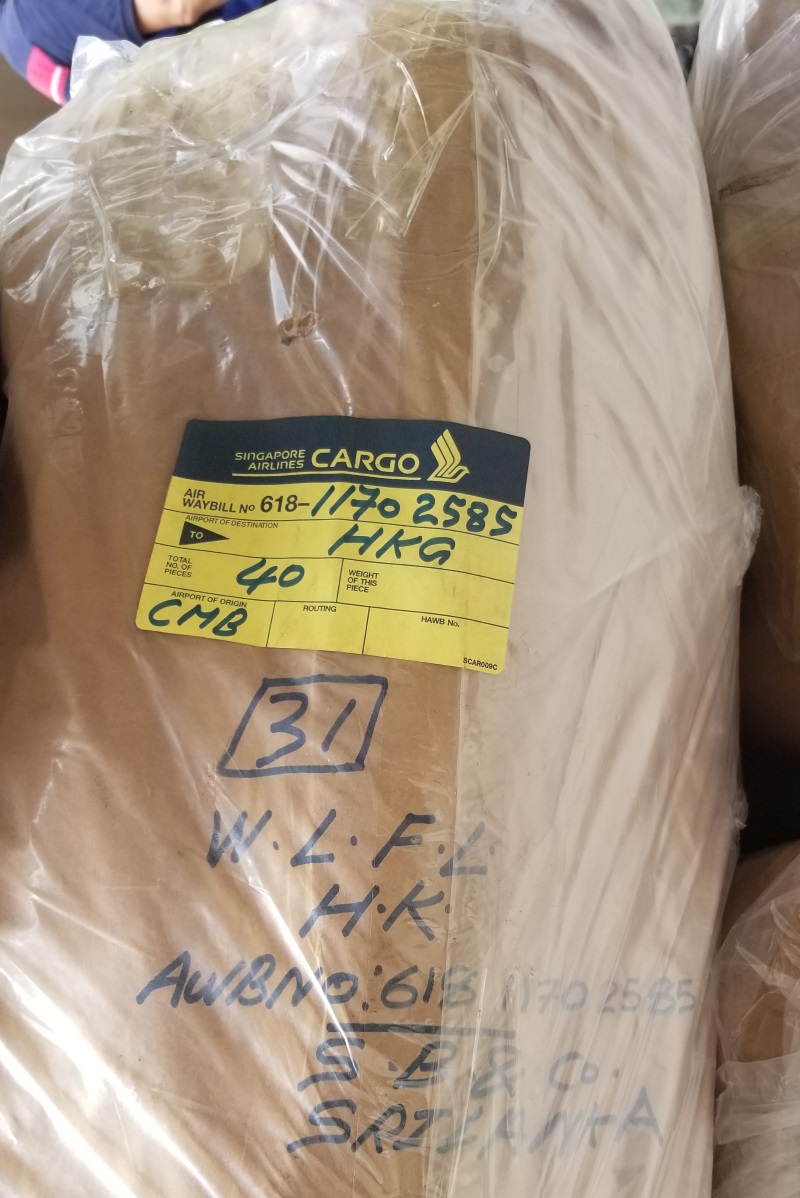 SINGAPORE AIRLINES CARGO
AIR WAYBILL No 618-1170 2585
AIRPORT OF DESTINATION
TO HKG
TOTAL NO. OF PIECES 40 WEIGHT OF THIS PIECE
AIRPORT OF ORIGIN ROUTING HAWB No.
CMB
SCAR009C
31
W.L.F.L
H.K.
AWBNO:618 1170 2585
S.B.& Co.
SRILANKA